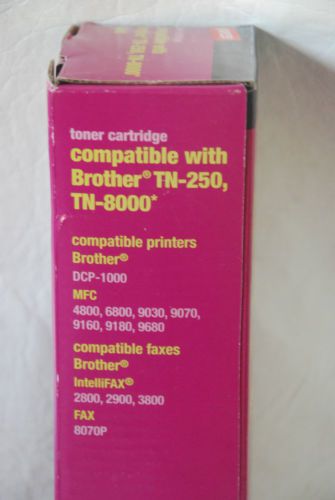 toner cartridge
compatible with
Brother® TN-250,
TN-8000*
compatible printers
Brother®
DCP-1000
MFC
4800, 6800, 9030, 9070,
9160, 9180, 9680
compatible faxes
Brother®
IntelliFAX®
2800, 2900, 3800
FAX
8070P